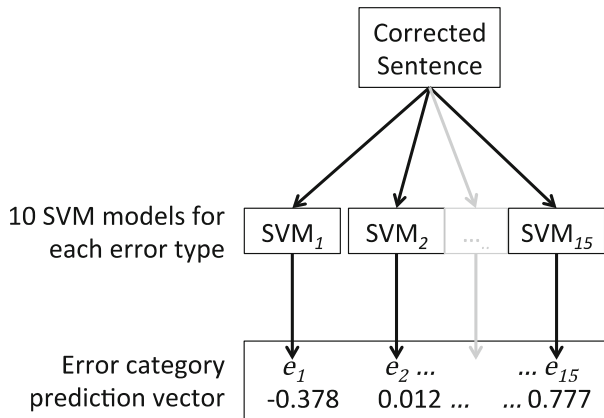 Corrected
Sentence
10 SVM models for
each error type
SVM1 SVM2 ..... SVM15
Error category
prediction vector
e1 e2 ... ... e15
-0.378 0.012 ... ... 0.777